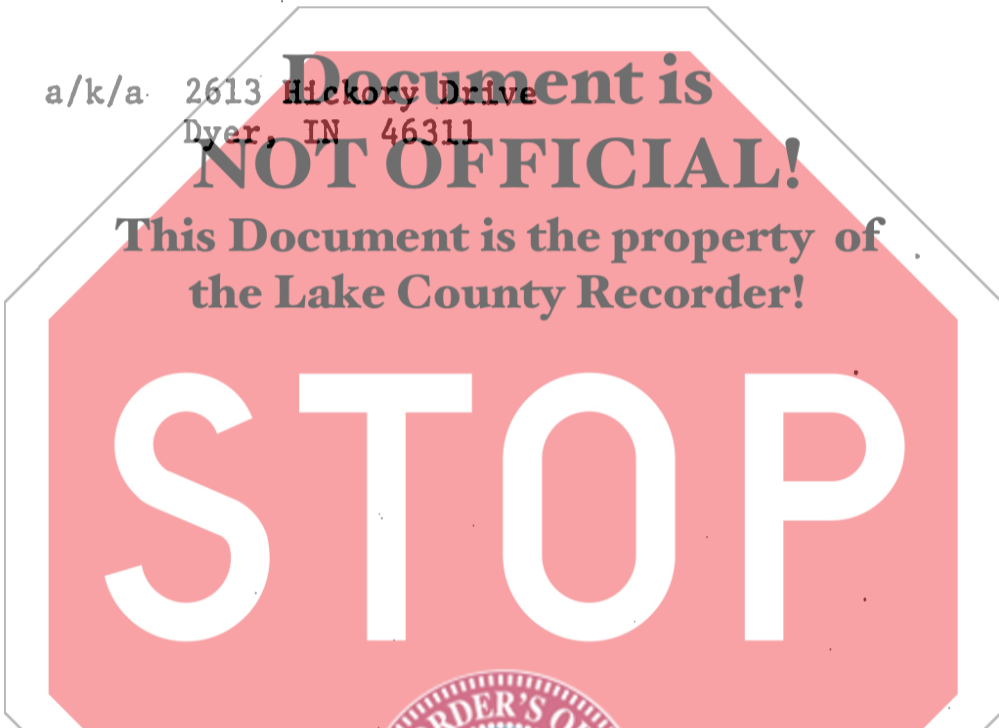 a/k/a 2613 Hickory Drive
Dyer, IN 46311
Document is
NOT OFFICIAL!
This Document is the property of
the Lake County Recorder!
STOP
RDER'S O